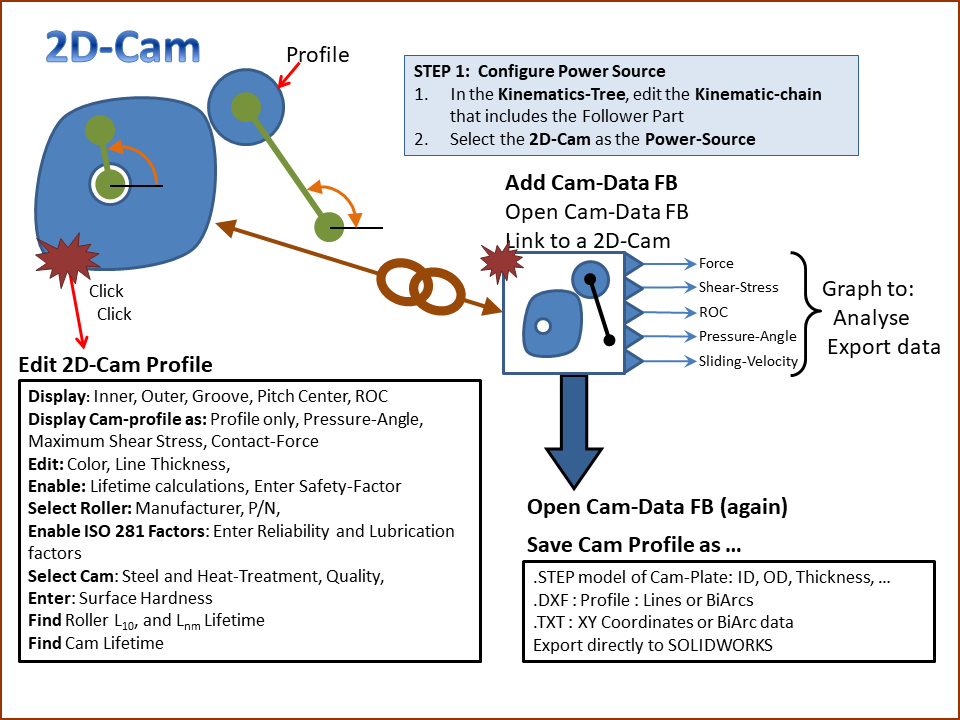 2D-Cam
Profile
STEP 1: Configure Power Source
1. In the Kinematics-Tree, edit the Kinematic-chain
that includes the Follower Part
2. Select the 2D-Cam as the Power-Source
Add Cam-Data FB
Open Cam-Data FB
Link to a 2D-Cam
Click
Click
Force
Shear-Stress
ROC
Pressure-Angle
Sliding-Velocity
Graph to:
Analyse
Export data
Edit 2D-Cam Profile
Display: Inner, Outer, Groove, Pitch Center, ROC
Display Cam-profile as: Profile only, Pressure-Angle,
Maximum Shear Stress, Contact-Force
Edit: Color, Line Thickness,
Enable: Lifetime calculations, Enter Safety-Factor
Select Roller: Manufacturer, P/N,
Enable ISO 281 Factors: Enter Reliability and Lubrication
factors
Select Cam: Steel and Heat-Treatment, Quality,
Enter: Surface Hardness
Find Roller L10, and Lnm Lifetime
Find Cam Lifetime
Open Cam-Data FB (again)
Save Cam Profile as ...
.STEP model of Cam-Plate: ID, OD, Thickness, ...
.DXF : Profile : Lines or BiArcs
.TXT : XY Coordinates or BiArc data
Export directly to SOLIDWORKS